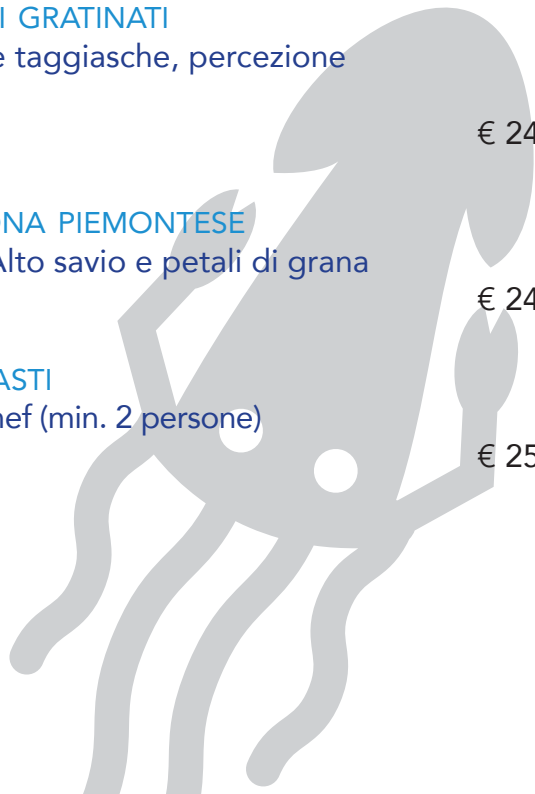 I GRATINATI
e taggiasche, percezione
€ 24
NA PIEMONTESE
Alto savio e petali di grana
€ 24
ASTI
hef (min. 2 persone)
€ 25